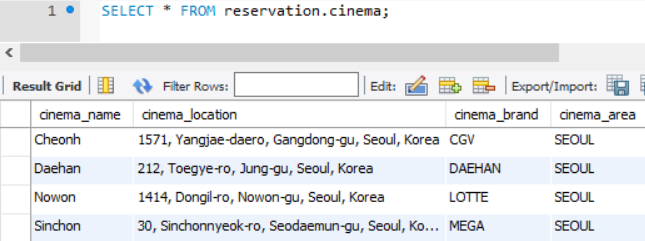 1 SELECT * FROM reservation.cinema;
Result Grid Filter Rows: Edit: Export/Import:
cinema_name cinema_location cinema_brand cinema_area
Cheonh 1571, Yangjae-daero, Gangdong-gu, Seoul, Korea CGV SEOUL
Daehan 212, Toegye-ro, Jung-gu, Seoul, Korea DAEHAN SEOUL
Nowon 1414, Dongil-ro, Nowon-gu, Seoul, Korea LOTTE SEOUL
Sinchon 30, Sinchonnyeok-ro, Seodaemun-gu, Seoul, Ko... MEGA SEOUL